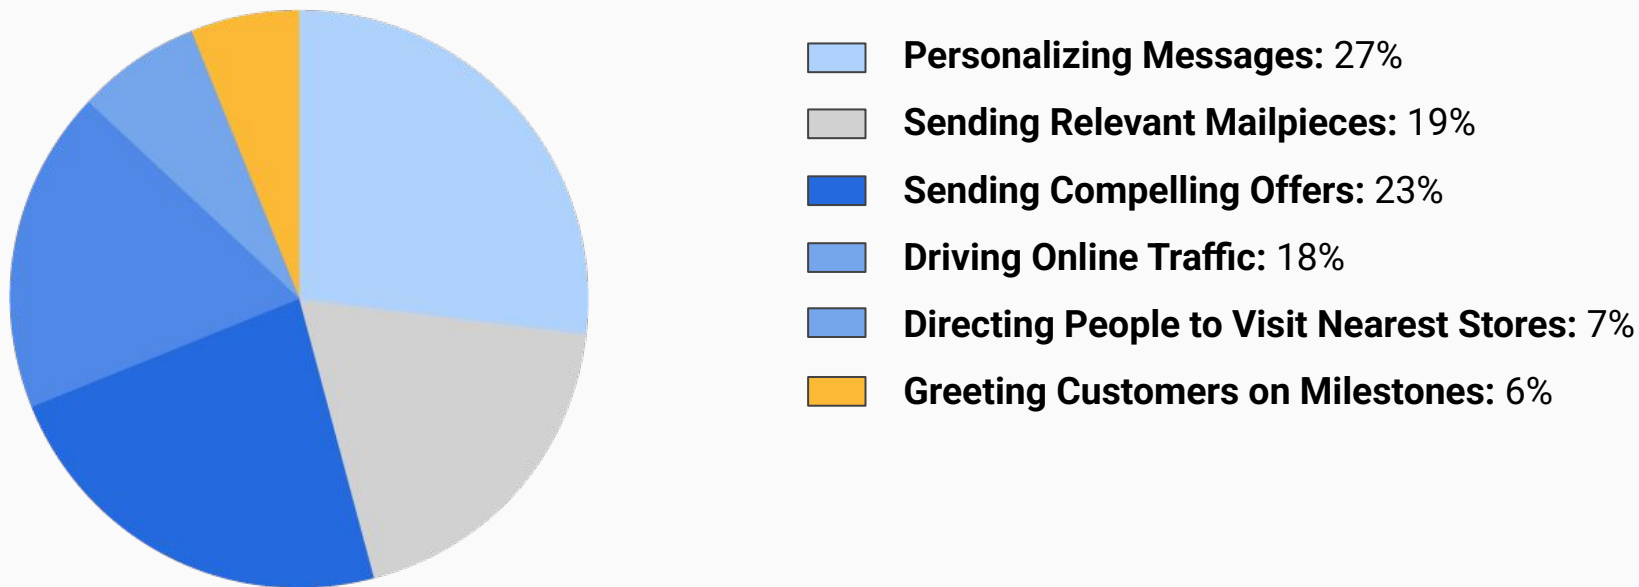 Personalizing Messages: 27%
Sending Relevant Mailpieces: 19%
Sending Compelling Offers: 23%
Driving Online Traffic: 18%
Directing People to Visit Nearest Stores: 7%
Greeting Customers on Milestones: 6%